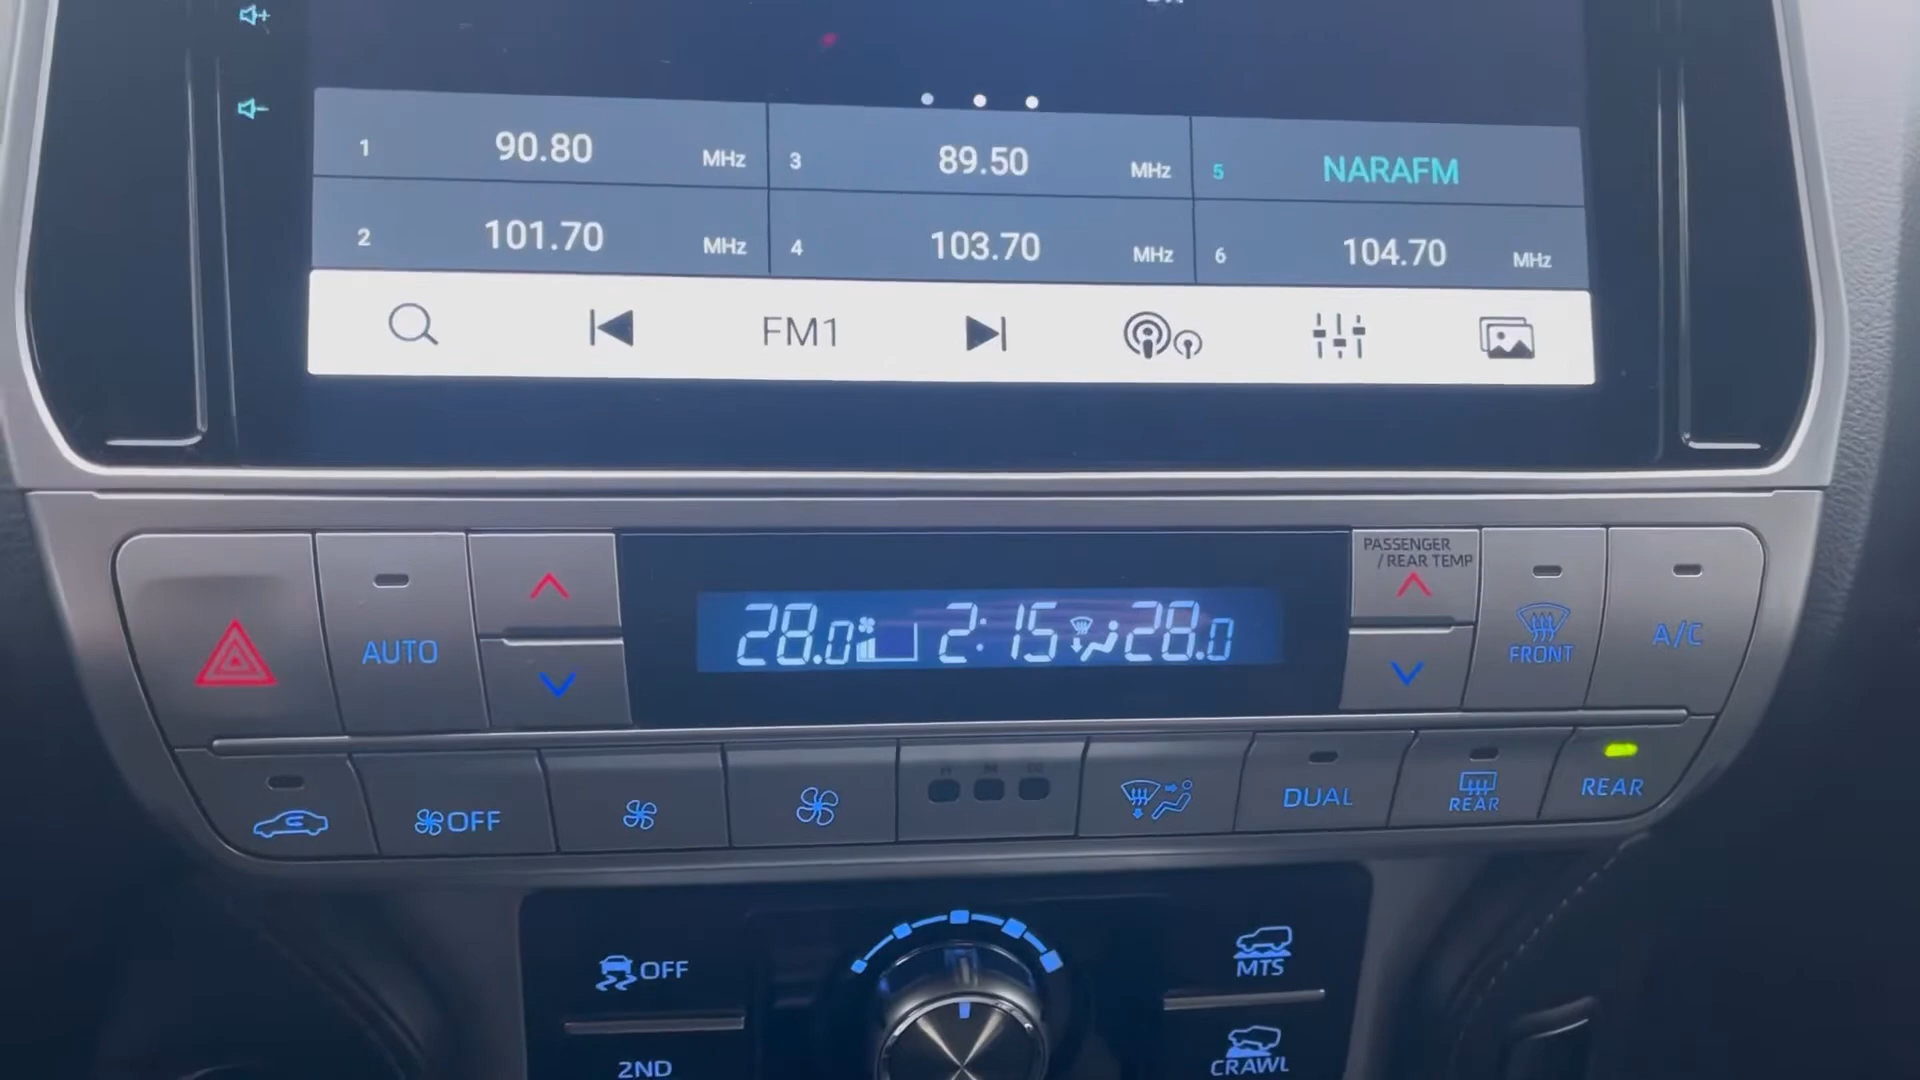 1 90.80 MHz 3 89.50 MHz 5 NARAFM
2 101.70 MHz 4 103.70 MHz 6 104.70 MHz
FM1
PASSENGER
/REAR TEMP
AUTO
28.0 2:15 28.0
FRONT
A/C
OFF
DUAL
REAR
REAR
OFF
MTS
2ND
CRAWL